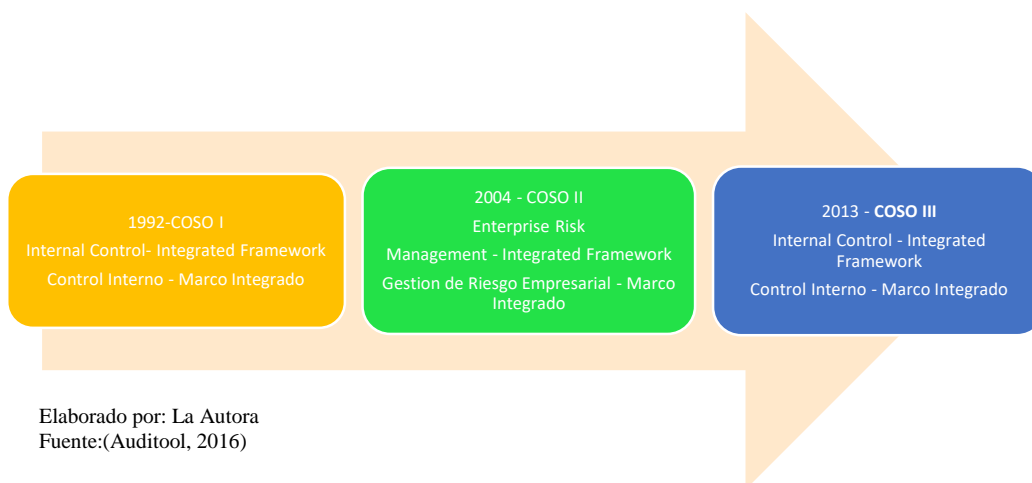 1992-COSO I
Internal Control- Integrated Framework
Control Interno - Marco Integrado
2004 - COSO II
Enterprise Risk
Management - Integrated Framework
Gestion de Riesgo Empresarial - Marco
Integrado
2013 - COSO III
Internal Control - Integrated
Framework
Control Interno - Marco Integrado
Elaborado por: La Autora
Fuente:(Auditool, 2016)